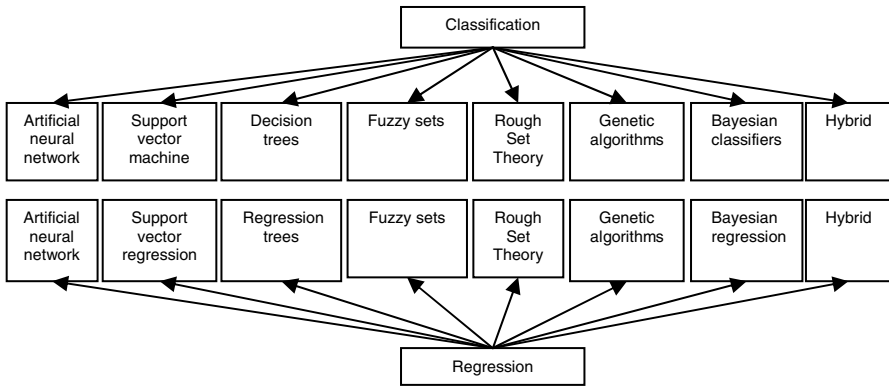 Classification
Artificial
neural
network
Support
vector
machine
Decision
trees
Fuzzy sets
Rough
Set
Theory
Genetic
algorithms
Bayesian
classifiers
Hybrid
Artificial
neural
network
Support
vector
regression
Regression
trees
Fuzzy sets
Rough
Set
Theory
Genetic
algorithms
Bayesian
regression
Hybrid
Regression